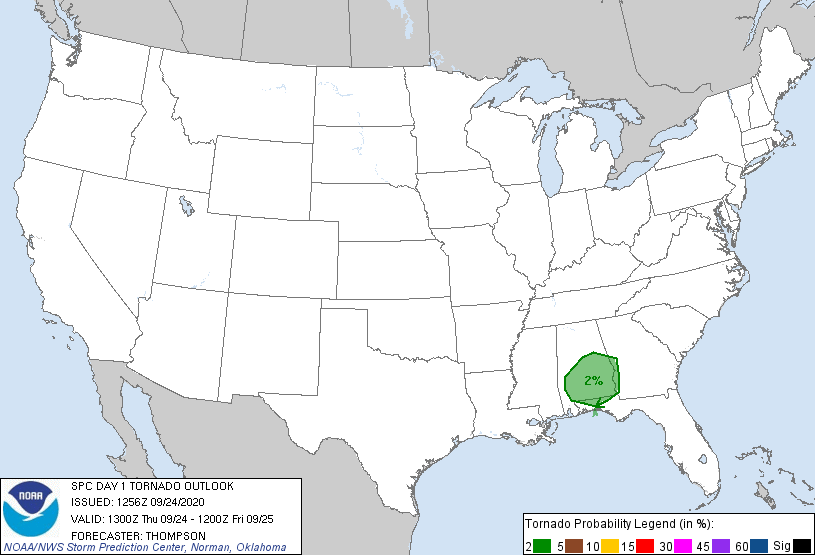 2%
NOAA
SPC DAY 1 TORNADO OUTLOOK
ISSUED: 1256Z 09/24/2020
VALID: 1300Z Thu 09/24 - 1200Z Fri 09/25
FORECASTER: THOMPSON
NOAA/NWS Storm Prediction Center, Norman, Oklahoma
Tornado Probability Legend (in %):
2 5 10 15 30 45 60 Sig